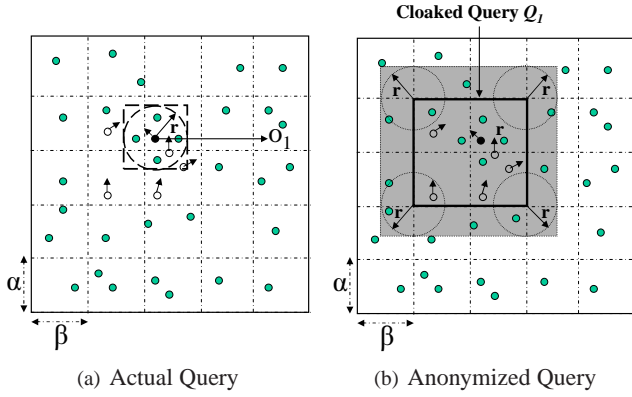 Cloaked Query Q1
r
O1
r
r
r
r
α
β
α
β
(a) Actual Query
(b) Anonymized Query